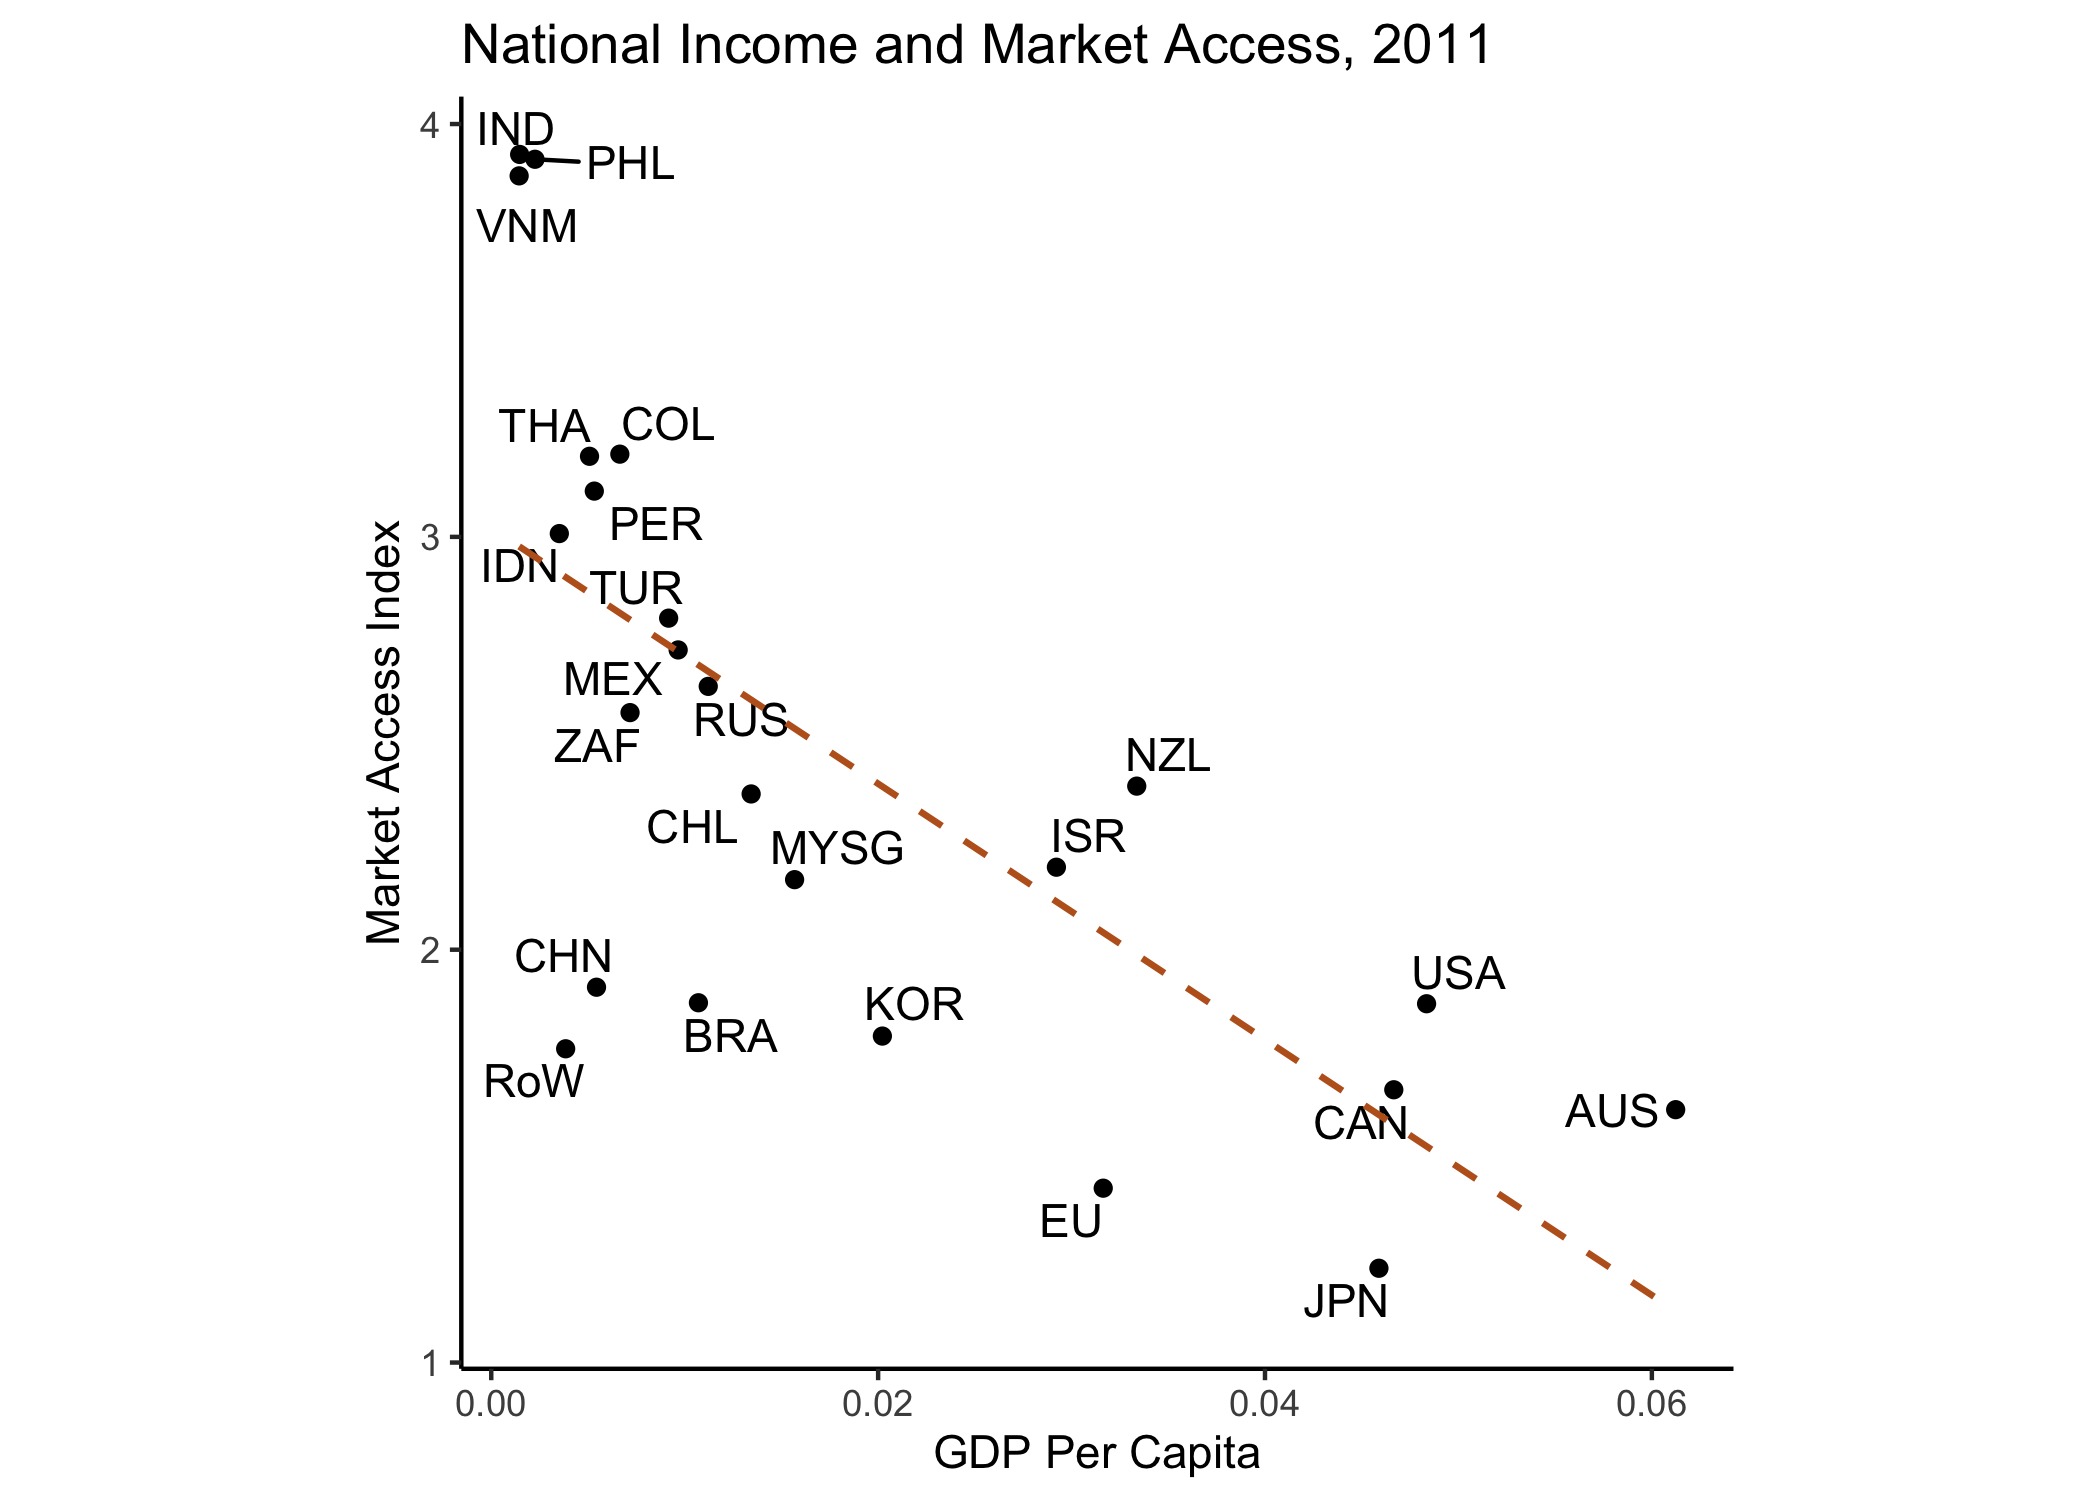 National Income and Market Access, 2011
4
IND
PHL
VNM
THA
COL
PER
3
IDN
TUR
MEX
RUS
ZAF
NZL
CHL
MYSG
ISR
2
CHN
USA
KOR
BRA
RoW
CAN
AUS
EU
JPN
1
Market Access Index
0.00
0.02
0.04
0.06
GDP Per Capita